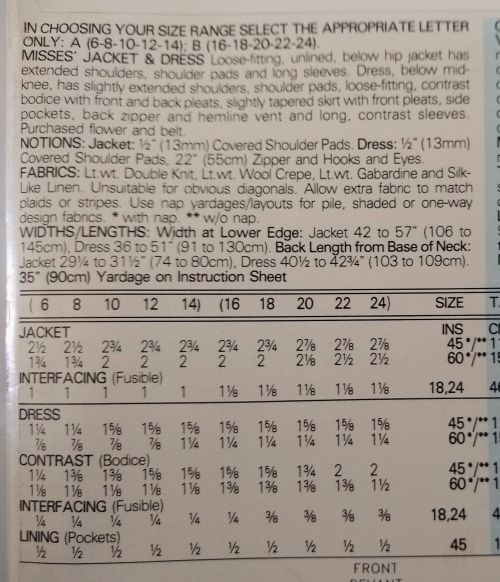 IN CHOOSING YOUR SIZE RANGE SELECT THE APPROPRIATE LETTER
ONLY: A (6-8-10-12-14); B (16-18-20-22-24).
MISSES' JACKET & DRESS Loose-fitting, unlined, below hip jacket has
extended shoulders, shoulder pads and long sleeves. Dress, below mid-
knee, has slightly extended shoulders, shoulder pads, loose-fitting, contrast
bodice with front and back pleats, slightly tapered skirt with front pleats, side
pockets, back zipper and hemline vent and long, contrast sleeves.
Purchased flower and belt.
NOTIONS: Jacket: ½" (13mm) Covered Shoulder Pads. Dress: ½" (13mm)
Covered Shoulder Pads, 22" (55cm) Zipper and Hooks and Eyes.
FABRICS: Lt.wt. Double Knit, Lt.wt. Wool Crepe, Lt.wt. Gabardine and Silk-
Like Linen. Unsuitable for obvious diagonals. Allow extra fabric to match
plaids or stripes. Use nap yardages/layouts for pile, shaded or one-way
design fabrics. * with nap. ** w/o nap.
WIDTHS/LENGTHS: Width at Lower Edge: Jacket 42 to 57" (106 to
145cm), Dress 36 to 51" (91 to 130cm). Back Length from Base of Neck:
Jacket 29¼ to 31½" (74 to 80cm), Dress 40½ to 42¾" (103 to 109cm).
35" (90cm) Yardage on Instruction Sheet
( 6 8 10 12 14) (16 18 20 22 24) SIZE
JACKET INS
2½ 2½ 2¾ 2¾ 2¾ 2¾ 2¾ 2⅞ 2⅞ 2⅞ 45*/**
1¾ 1¾ 2 2 2 2 2 2⅛ 2½ 2½ 60*/**
INTERFACING (Fusible)
1 1 1 1 1 1⅛ 1⅛ 1⅛ 1⅛ 1⅛ 18,24
DRESS
1¼ 1¼ 1⅝ 1⅝ 1⅝ 1⅝ 1⅝ 1⅝ 1⅝ 1⅝ 45*/**
⅞ ⅞ ⅞ ⅞ 1¼ 1¼ 1¼ 1¼ 1¼ 1¼ 60*/**
CONTRAST (Bodice)
1¼ 1⅜ 1⅜ 1⅝ 1⅝ 1⅝ 1⅝ 1¾ 2 2 45*/**
1⅛ 1⅛ 1⅛ 1⅛ 1⅛ 1⅜ 1⅜ 1⅜ 1⅜ 1½ 60*/**
INTERFACING (Fusible)
¼ ¼ ¼ ¼ ¼ ¼ ⅜ ⅜ ⅜ ⅜ 18,24
LINING (Pockets)
½ ½ ½ ½ ½ ½ ½ ½ ½ ½ 45
FRONT
DEVANT